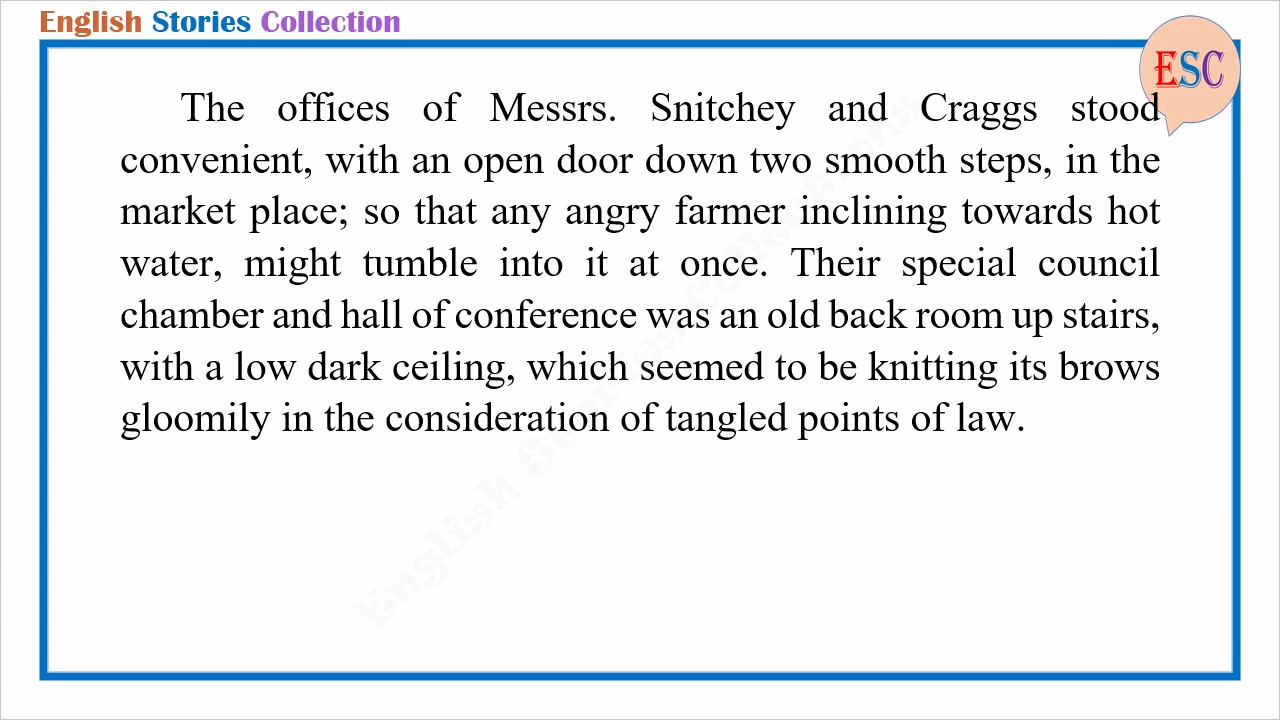 English Stories Collection
ESC
The offices of Messrs. Snitchey and Craggs stood
convenient, with an open door down two smooth steps, in the
market place; so that any angry farmer inclining towards hot
water, might tumble into it at once. Their special council
chamber and hall of conference was an old back room up stairs,
with a low dark ceiling, which seemed to be knitting its brows
gloomily in the consideration of tangled points of law.
English Stories Collections